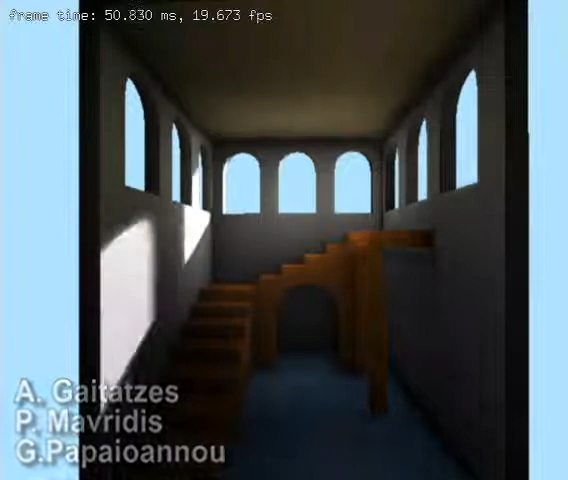 frame time: 50.830 ms, 19.673 fps
A. Gaitatzes
P. Mavridis
G.Papaioannou